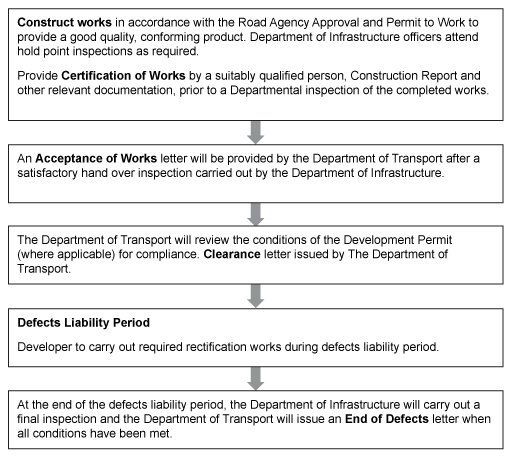 Construct works in accordance with the Road Agency Approval and Permit to Work to
provide a good quality, conforming product. Department of Infrastructure officers attend
hold point inspections as required.
Provide Certification of Works by a suitably qualified person, Construction Report and
other relevant documentation, prior to a Departmental inspection of the completed works.
An Acceptance of Works letter will be provided by the Department of Transport after a
satisfactory hand over inspection carried out by the Department of Infrastructure.
The Department of Transport will review the conditions of the Development Permit
(where applicable) for compliance. Clearance letter issued by The Department of
Transport.
Defects Liability Period
Developer to carry out required rectification works during defects liability period.
At the end of the defects liability period, the Department of Infrastructure will carry out a
final inspection and the Department of Transport will issue an End of Defects letter when
all conditions have been met.